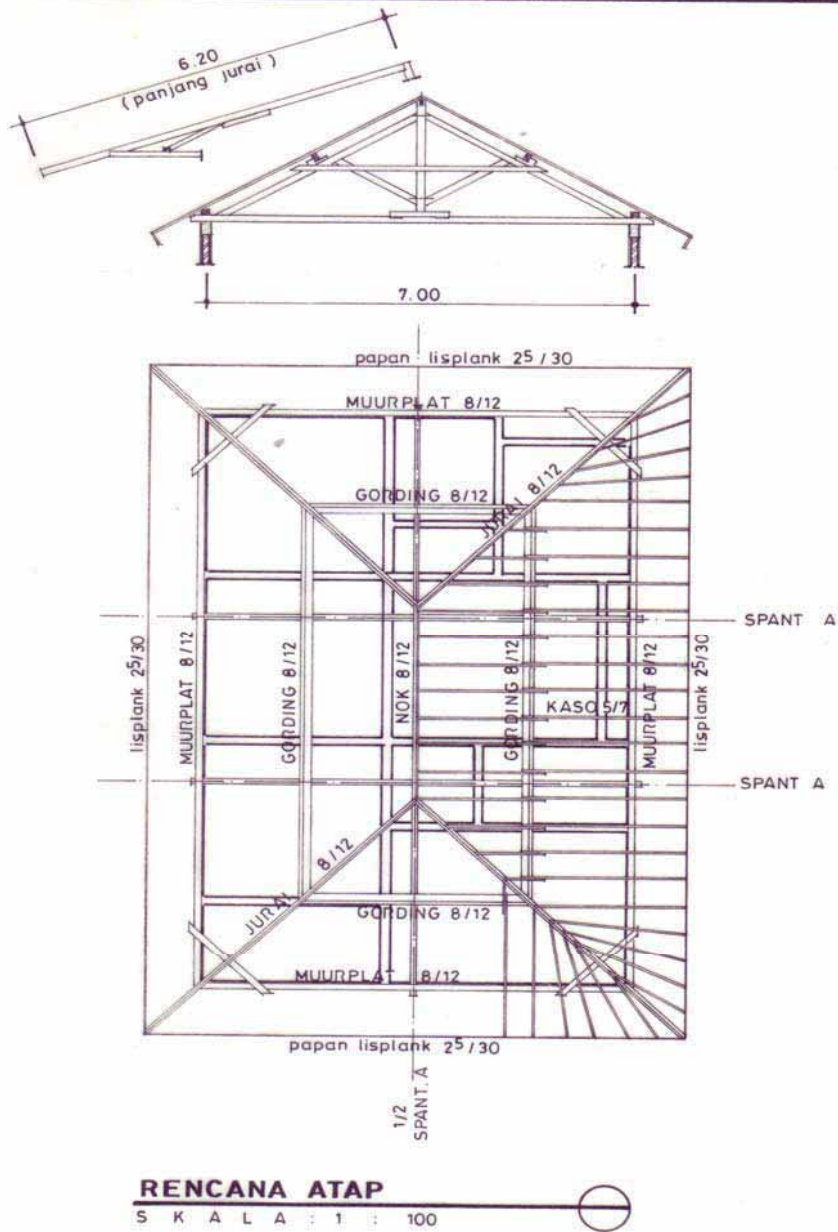 6.20
(panjang jurai)
7.00
papan lisplank 2⁵/30
MUURPLAT 8/12
GORDING 8/12
JURAI 8/12
SPANT A
lisplank 2⁵/30
MUURPLAT 8/12
GORDING 8/12
NOK 8/12
GORDING 8/12
KASO 5/7
MUURPLAT 8/12
lisplank 2⁵/30
SPANT A
JURAI 8/12
GORDING 8/12
MUURPLAT 8/12
papan lisplank 2⁵/30
1/2
SPANT. A
RENCANA ATAP
SKALA : 1 : 100